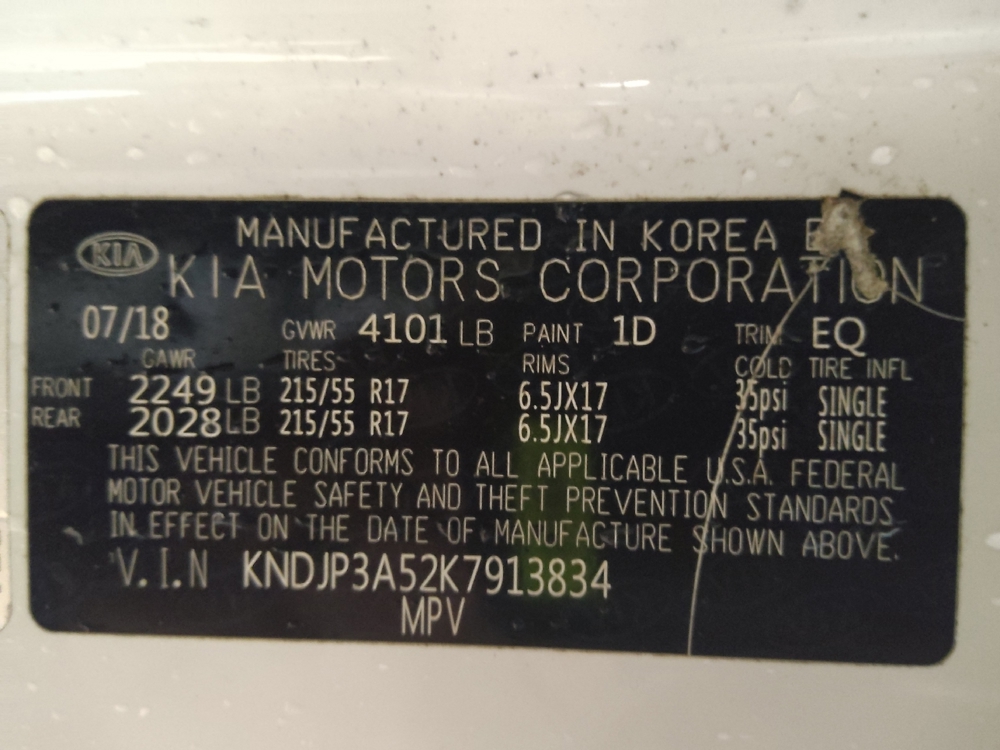 MANUFACTURED IN KOREA
KIA KIA MOTORS CORPORATION
07/18 GVWR 4101 LB PAINT 1D TRIM EQ
GAWR TIRES RIMS COLD TIRE INFL
FRONT 2249 LB 215/55 R17 6.5JX17 35psi SINGLE
REAR 2028 LB 215/55 R17 6.5JX17 35psi SINGLE
THIS VEHICLE CONFORMS TO ALL APPLICABLE U.S.A. FEDERAL
MOTOR VEHICLE SAFETY AND THEFT PREVENTION STANDARDS
IN EFFECT ON THE DATE OF MANUFACTURE SHOWN ABOVE.
V.I.N KNDJP3A52K7913834
MPV